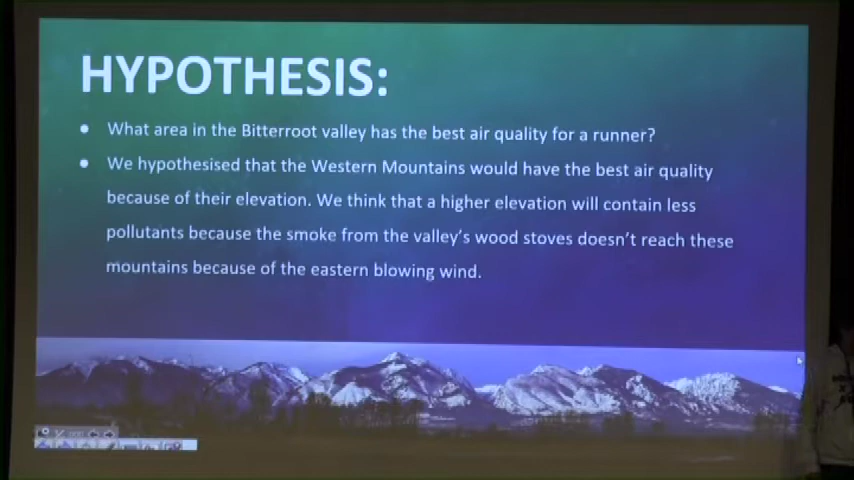 HYPOTHESIS:
• What area in the Bitterroot valley has the best air quality for a runner?
• We hypothesised that the Western Mountains would have the best air quality
because of their elevation. We think that a higher elevation will contain less
pollutants because the smoke from the valley's wood stoves doesn't reach these
mountains because of the eastern blowing wind.